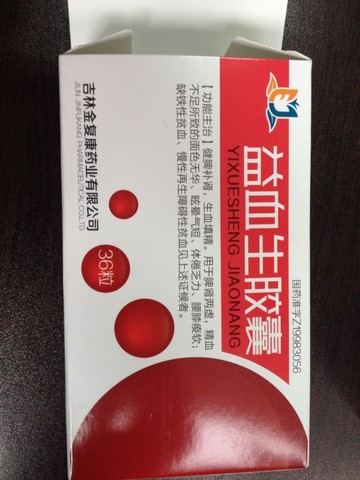 国药准字Z19983056
益血生胶囊
YIXUESHENG JIAONANG
【功能主治】健脾补肾，生血填精。用于脾肾两虚，精血
不足所致的面色无华、眩晕气短、体倦乏力、腰膝疲软；
缺铁性贫血、慢性再生障碍性贫血见上述证候者。
36粒
吉林金复康药业有限公司
JILIN JINFUKANG PHARMACEUTICAL CO.,LTD.